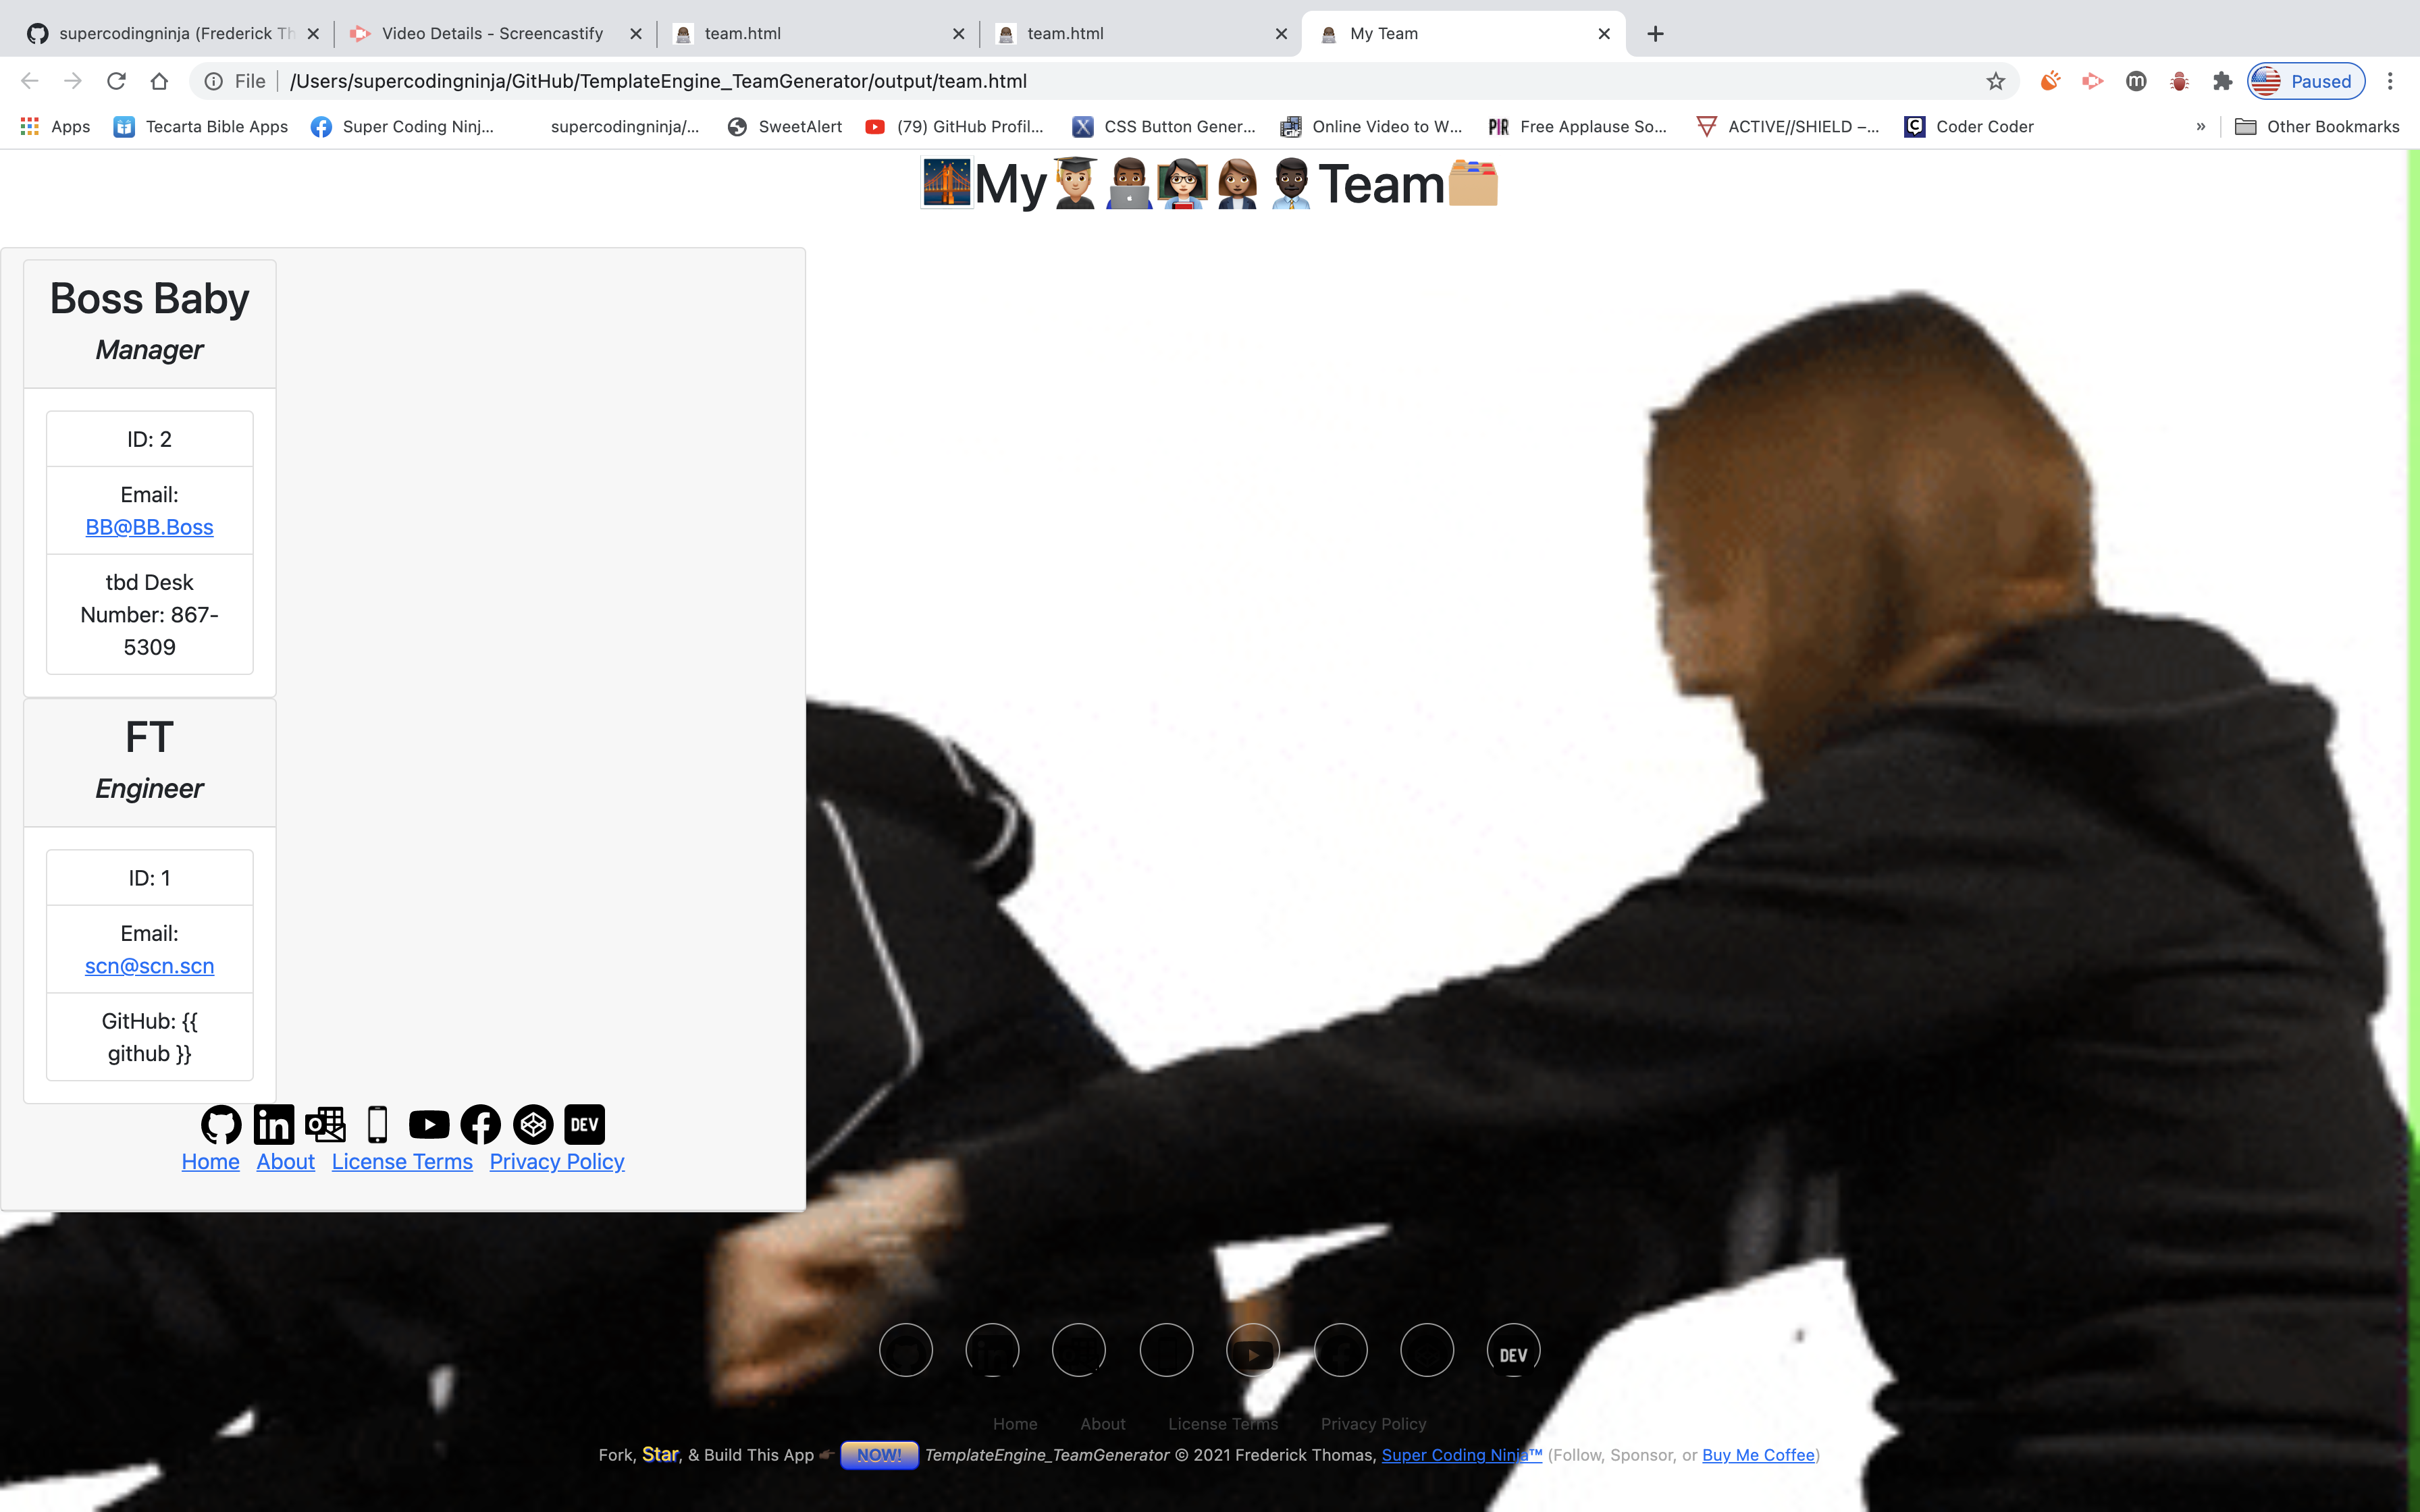 supercodingninja (Frederick Th
Video Details - Screencastify
team.html
team.html
My Team
File
/Users/supercodingninja/GitHub/TemplateEngine_TeamGenerator/output/team.html
Paused
Apps
Tecarta Bible Apps
Super Coding Ninj...
supercodingninja/...
SweetAlert
(79) GitHub Profil...
CSS Button Gener...
Online Video to W...
PIR
Free Applause So...
ACTIVE//SHIELD –...
Coder Coder
»
Other Bookmarks
My Team
Boss Baby
Manager
ID: 2
Email:
BB@BB.Boss
tbd Desk
Number: 867-
5309
FT
Engineer
ID: 1
Email:
scn@scn.scn
GitHub: {{
github }}
in
DEV
Home About License Terms Privacy Policy
DEV
Home About License Terms Privacy Policy
Fork, Star, & Build This App NOW! TemplateEngine_TeamGenerator © 2021 Frederick Thomas, Super Coding Ninja™ (Follow, Sponsor, or Buy Me Coffee)